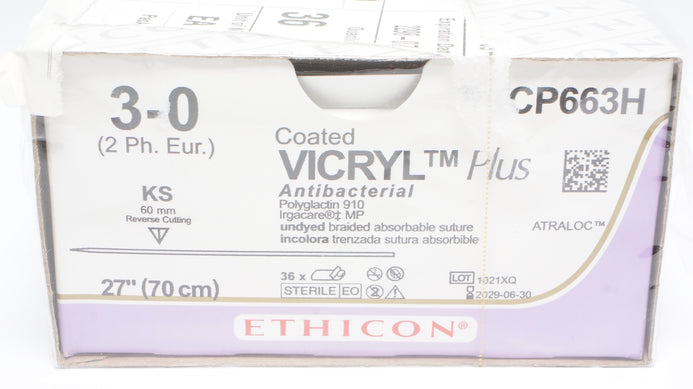 36
EA
3-0
(2 Ph. Eur.)
CP663H
Coated
VICRYL™ Plus
Antibacterial
Polyglactin 910
Irgacare®‡ MP
undyed braided absorbable suture
incolora trenzada sutura absorbible
KS
60 mm
Reverse Cutting
ATRALOC™
27" (70 cm)
36 x
STERILE EO
LOT 1021XQ
2029-06-30
ETHICON®